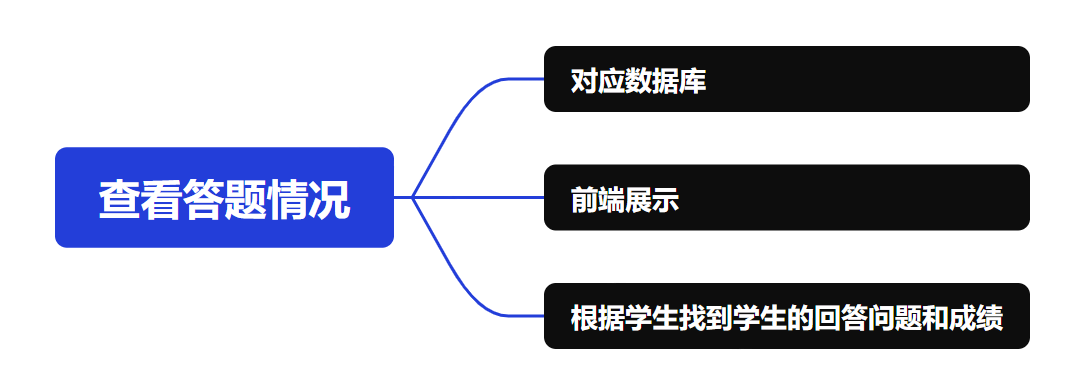 对应数据库
查看答题情况
前端展示
根据学生找到学生的回答问题和成绩